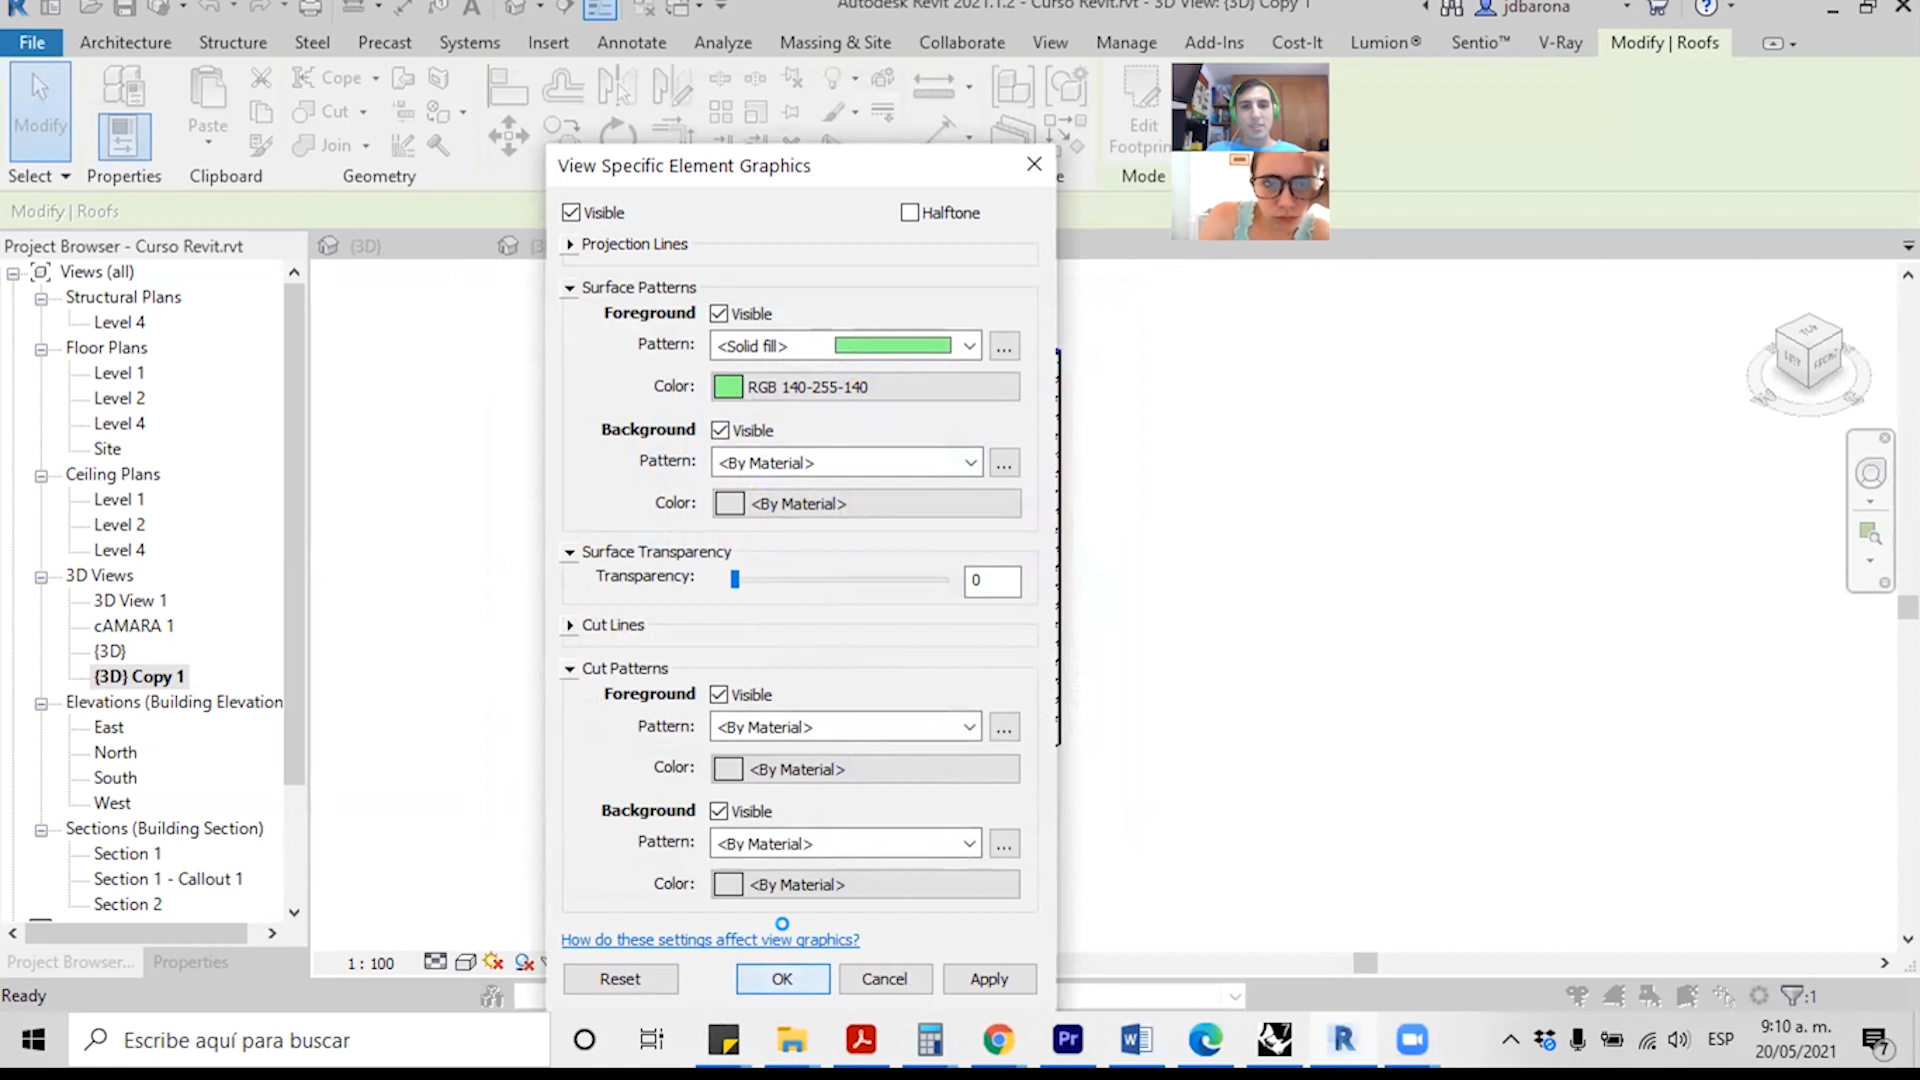 Autodesk Revit 2021.1.2 - Curso Revit.rvt - 3D View: {3D} Copy 1
jdbarona
File Architecture Structure Steel Precast Systems Insert Annotate Analyze Massing & Site Collaborate View Manage Add-Ins Cost-It Lumion® Sentio™ V-Ray Modify | Roofs
Cope
Cut
Join
Modify
Paste
Edit
Footprin
Select Properties Clipboard Geometry Mode
Modify | Roofs
Project Browser - Curso Revit.rvt
{3D}
Views (all)
Structural Plans
Level 4
Floor Plans
Level 1
Level 2
Level 4
Site
Ceiling Plans
Level 1
Level 2
Level 4
3D Views
3D View 1
cAMARA 1
{3D}
{3D} Copy 1
Elevations (Building Elevation
East
North
South
West
Sections (Building Section)
Section 1
Section 1 - Callout 1
Section 2
Project Browser... Properties
Ready
View Specific Element Graphics
Visible Halftone
Projection Lines
Surface Patterns
Foreground Visible
Pattern: <Solid fill> ...
Color: RGB 140-255-140
Background Visible
Pattern: <By Material> ...
Color: <By Material>
Surface Transparency
Transparency: 0
Cut Lines
Cut Patterns
Foreground Visible
Pattern: <By Material> ...
Color: <By Material>
Background Visible
Pattern: <By Material> ...
Color: <By Material>
How do these settings affect view graphics?
Reset OK Cancel Apply
TOP
LEFT FRONT
1 : 100
:1
Escribe aquí para buscar
Pr
ESP
9:10 a. m.
20/05/2021
7